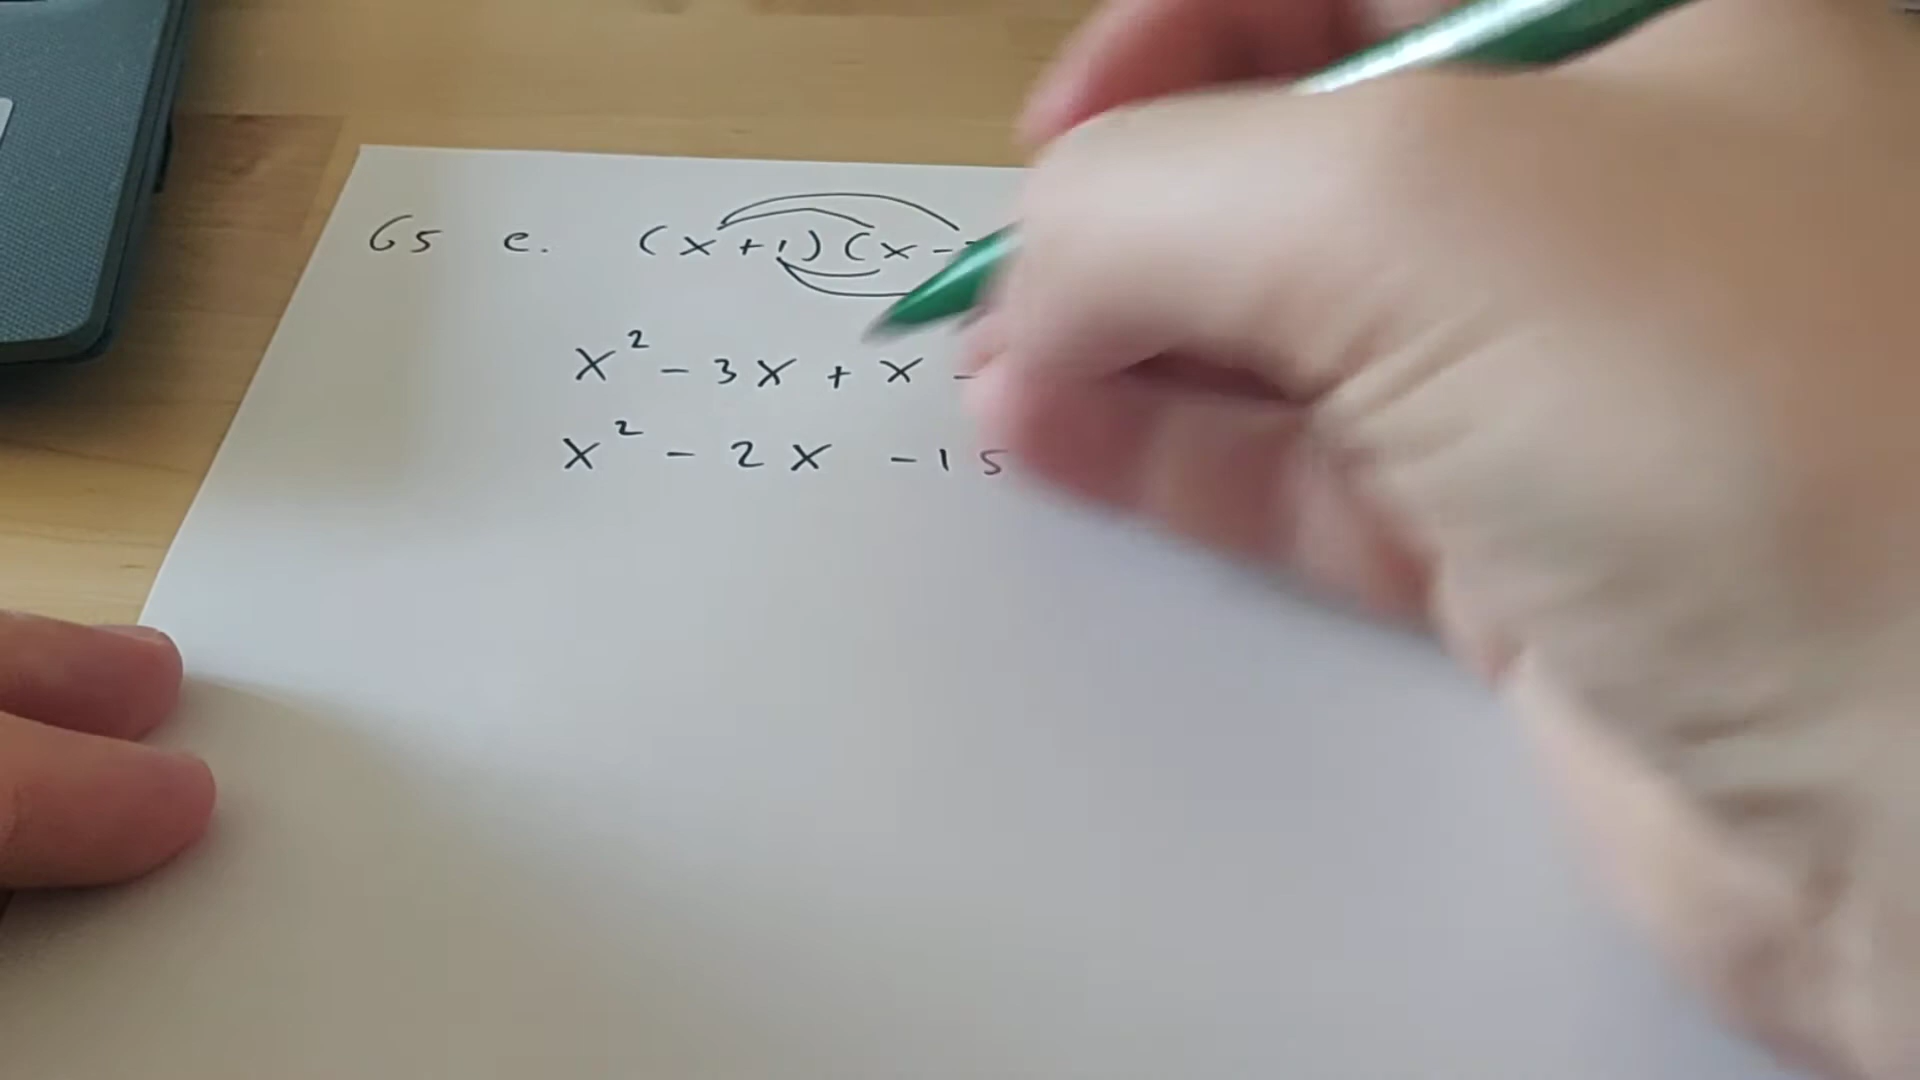 65 e. (x+1)(x-
x² - 3x + x -
x² - 2x - 15